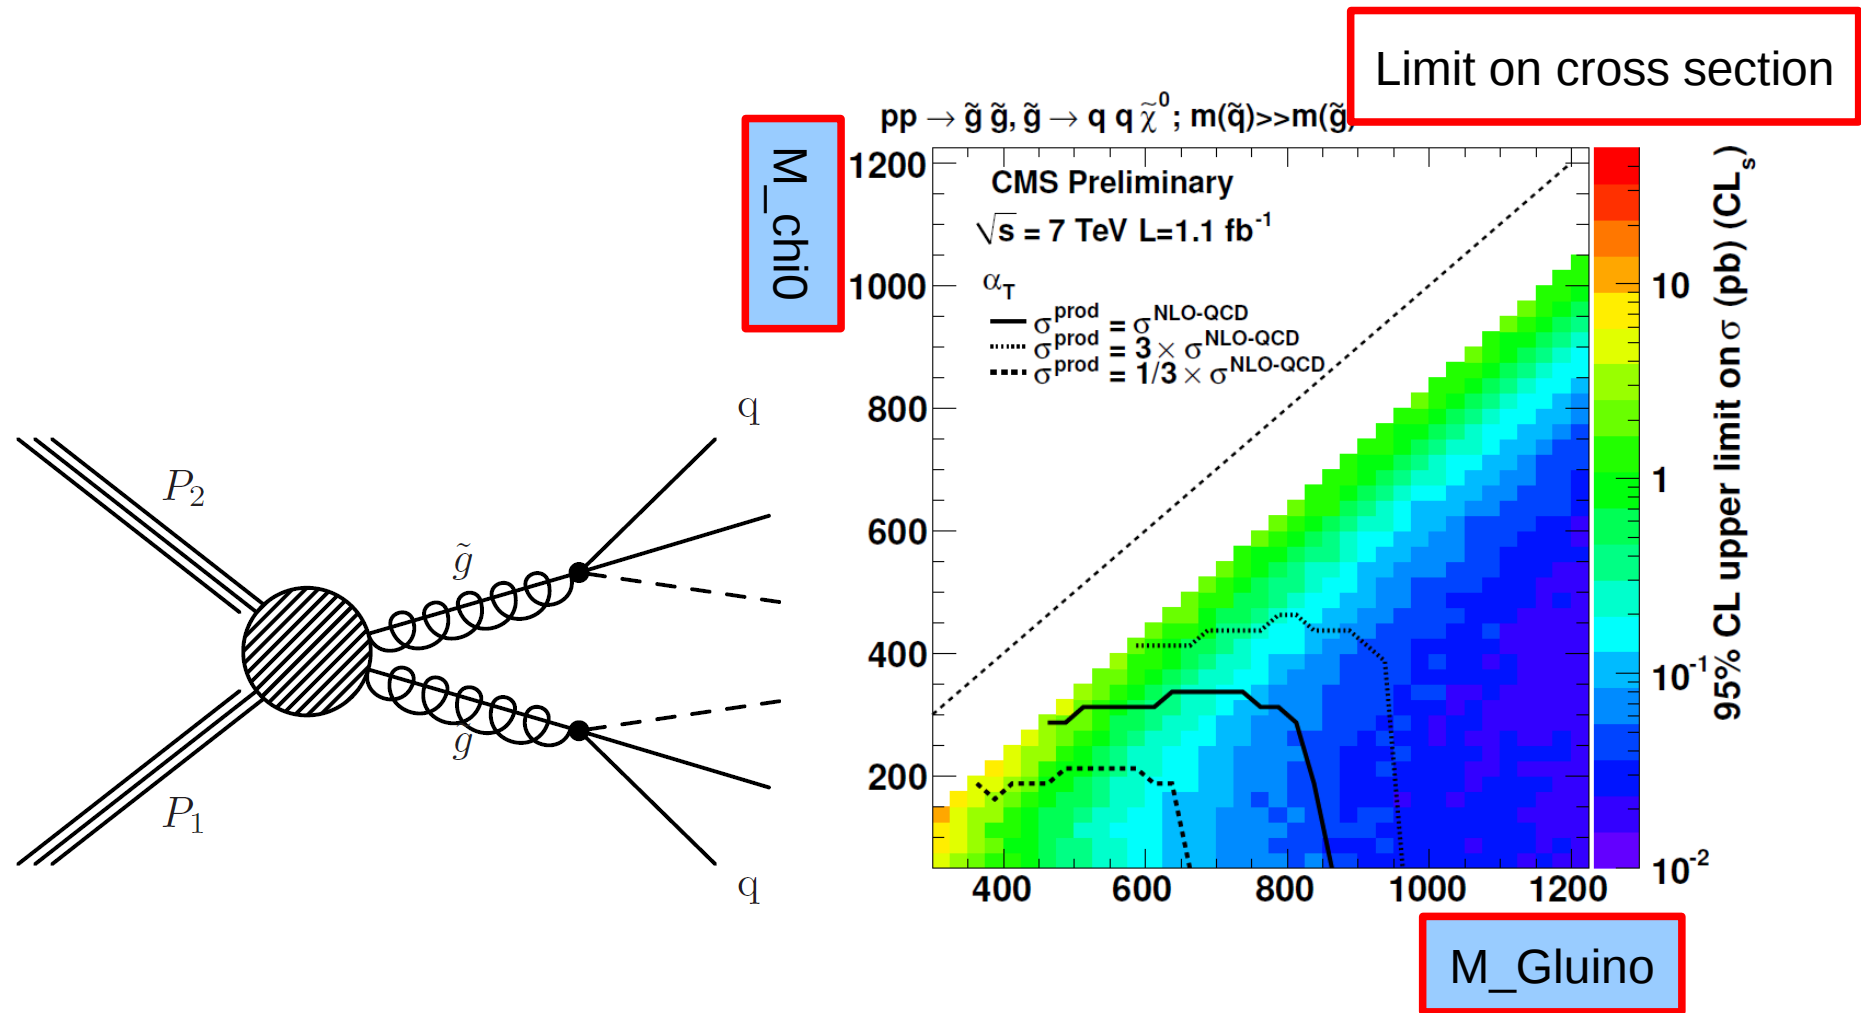 Limit on cross section
pp → g̃ g̃, g̃ → q q χ̃⁰; m(q̃)>>m(g̃)
M_chi0
1200
1000
800
600
400
200
CMS Preliminary
√s = 7 TeV L=1.1 fb⁻¹
α_T
σ^prod = σ^NLO-QCD
σ^prod = 3 × σ^NLO-QCD
σ^prod = 1/3 × σ^NLO-QCD
400 600 800 1000 1200
M_Gluino
10
1
10⁻¹
10⁻²
95% CL upper limit on σ (pb) (CL_s)
q
P₂
g̃
g
P₁
q